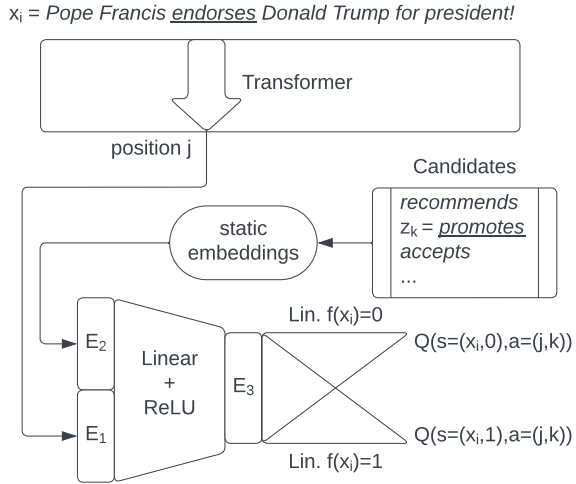 xᵢ = Pope Francis endorses Donald Trump for president!
Transformer
position j
Candidates
recommends
zₖ = promotes
accepts
...
static
embeddings
Lin. f(xᵢ)=0
E₂
Linear
+
ReLU
E₃
E₁
Q(s=(xᵢ,0),a=(j,k))
Q(s=(xᵢ,1),a=(j,k))
Lin. f(xᵢ)=1